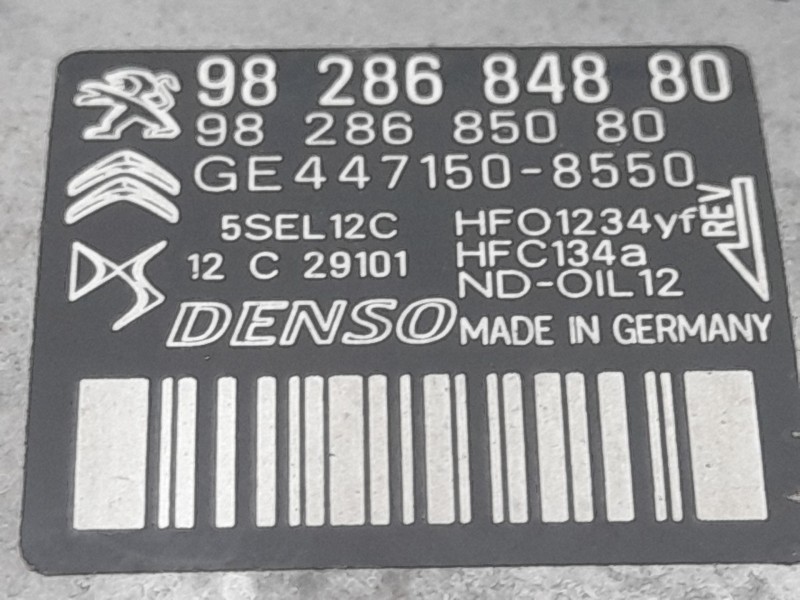 98 286 848 80
98 286 850 80
GE447150-8550
5SEL12C HFO1234yf
12 C 29101 HFC134a
ND-OIL12
REV
DENSO MADE IN GERMANY